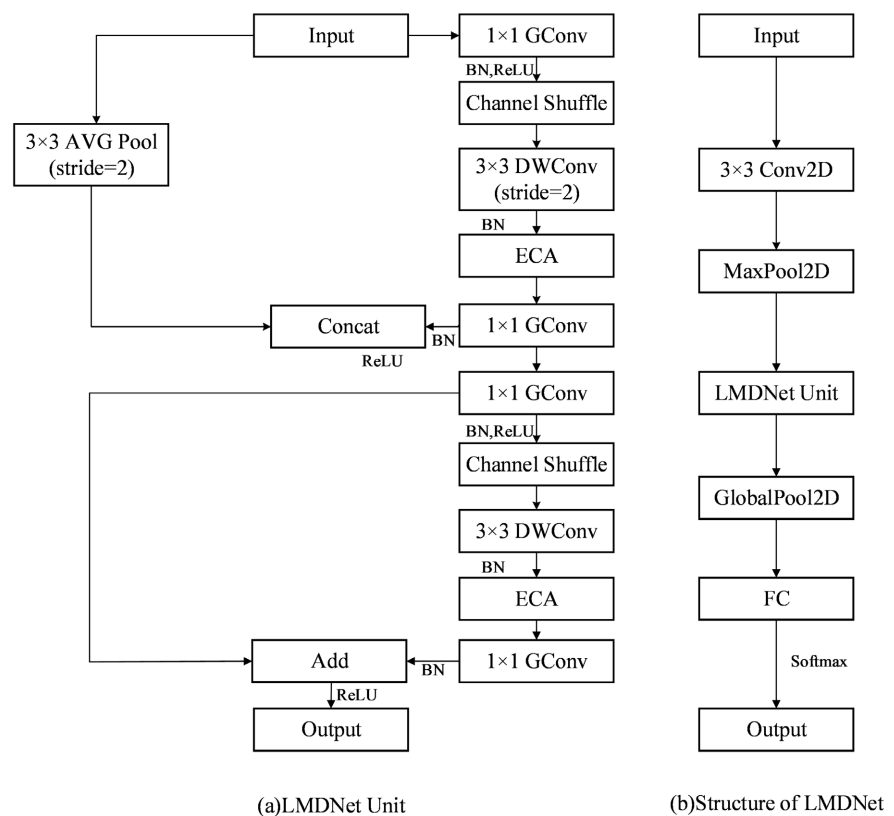 Input
1×1 GConv
BN,ReLU
Channel Shuffle
3×3 AVG Pool
(stride=2)
3×3 DWConv
(stride=2)
BN
ECA
Concat
BN
1×1 GConv
ReLU
1×1 GConv
BN,ReLU
Channel Shuffle
3×3 DWConv
BN
ECA
Add
BN
1×1 GConv
ReLU
Output
(a)LMDNet Unit
Input
3×3 Conv2D
MaxPool2D
LMDNet Unit
GlobalPool2D
FC
Softmax
Output
(b)Structure of LMDNet